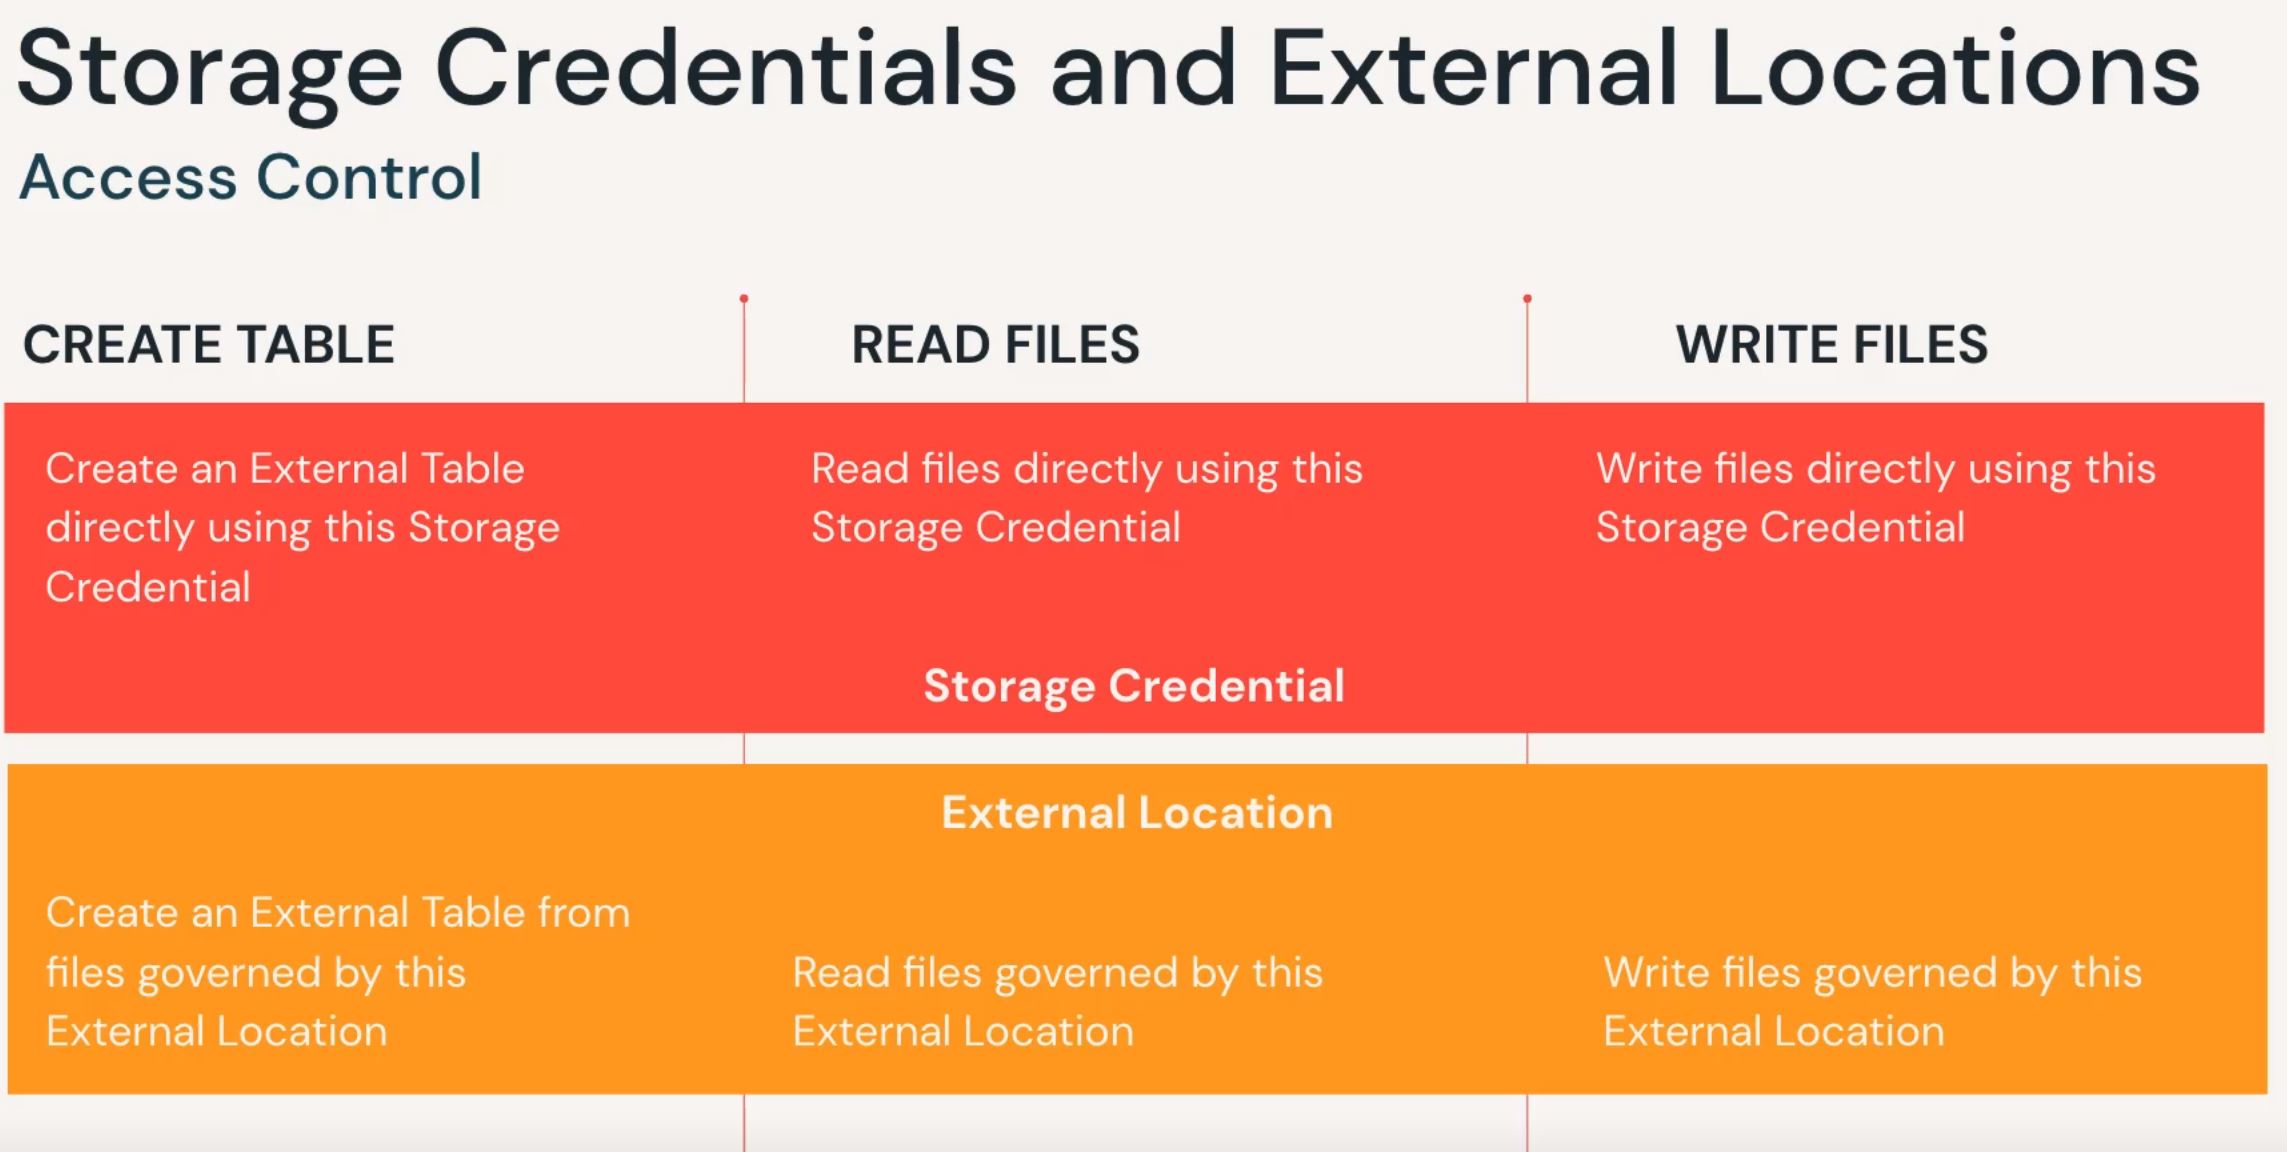 Storage Credentials and External Locations
Access Control
CREATE TABLE
READ FILES
WRITE FILES
Create an External Table
directly using this Storage
Credential
Read files directly using this
Storage Credential
Write files directly using this
Storage Credential
Storage Credential
External Location
Create an External Table from
files governed by this
External Location
Read files governed by this
External Location
Write files governed by this
External Location